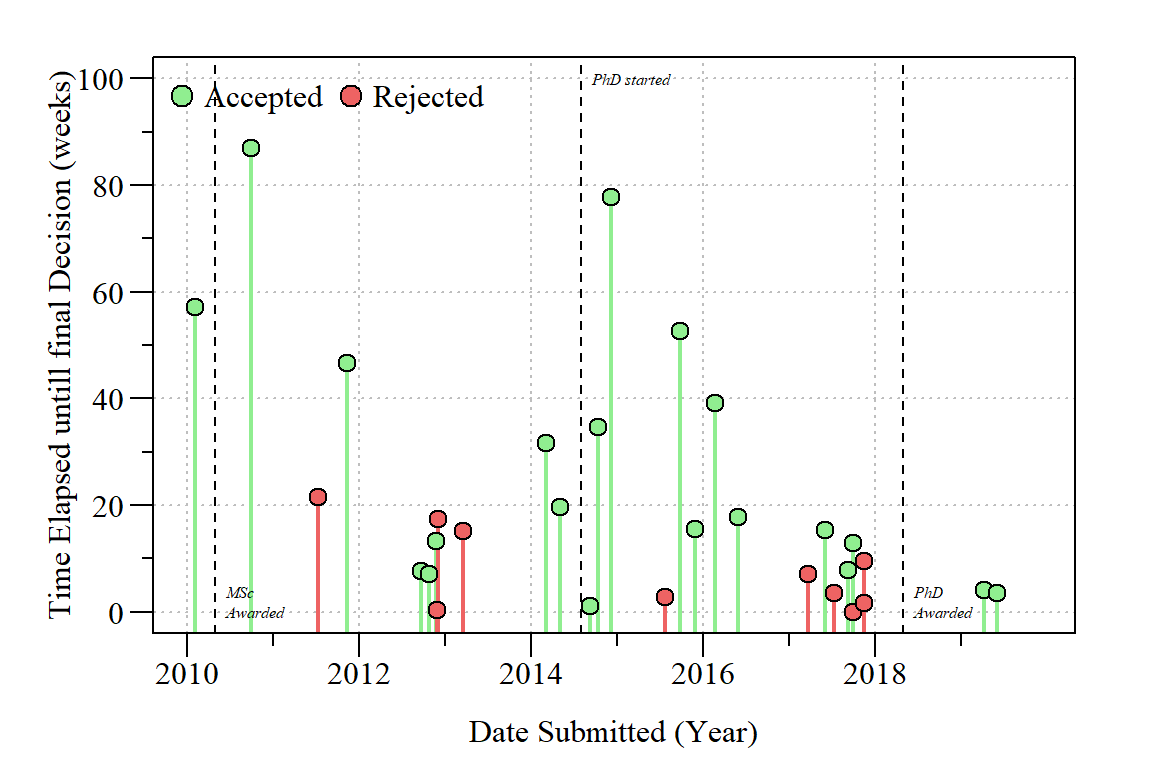 Time Elapsed untill final Decision (weeks)
100
80
60
40
20
0
Accepted Rejected
PhD started
MSc
Awarded
PhD
Awarded
2010 2012 2014 2016 2018
Date Submitted (Year)